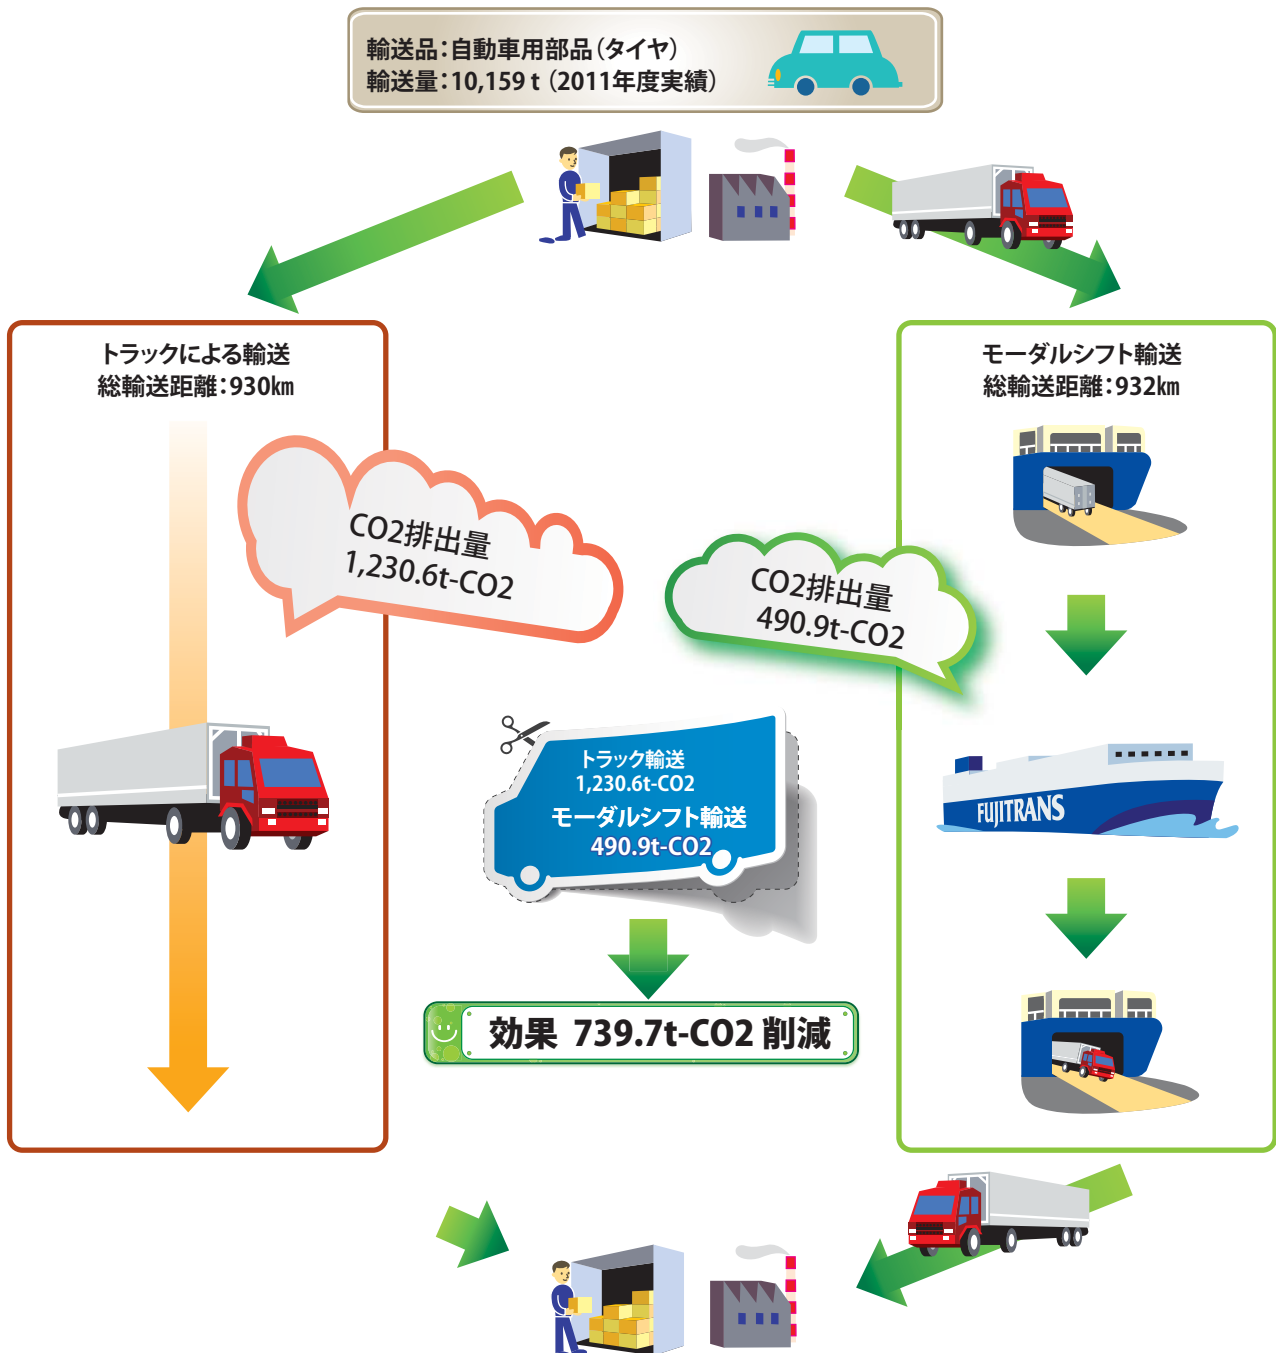 輸送品：自動車用部品（タイヤ）
輸送量：10,159 t（2011年度実績）
トラックによる輸送
総輸送距離：930㎞
モーダルシフト輸送
総輸送距離：932㎞
CO2排出量
1,230.6t-CO2
CO2排出量
490.9t-CO2
トラック輸送
1,230.6t-CO2
モーダルシフト輸送
490.9t-CO2
FUJITRANS
効果 739.7t-CO2 削減